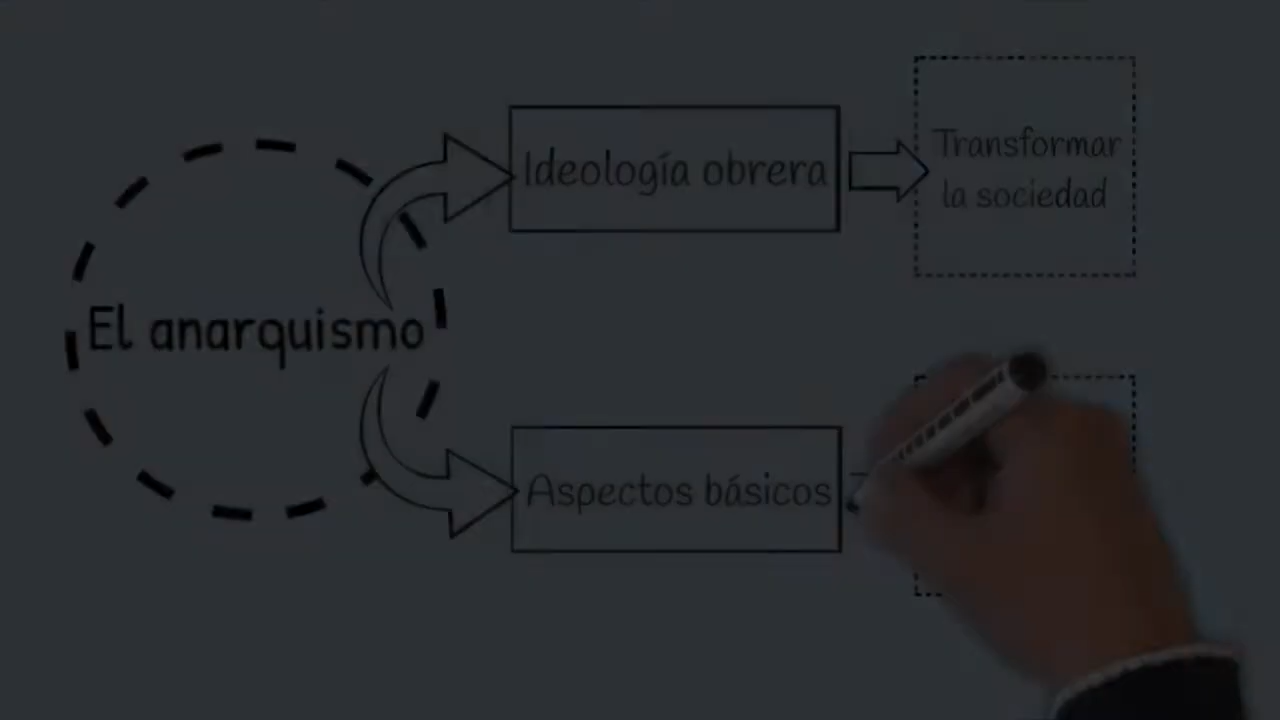 El anarquismo
Ideología obrera
Transformar
la sociedad
Aspectos básicos